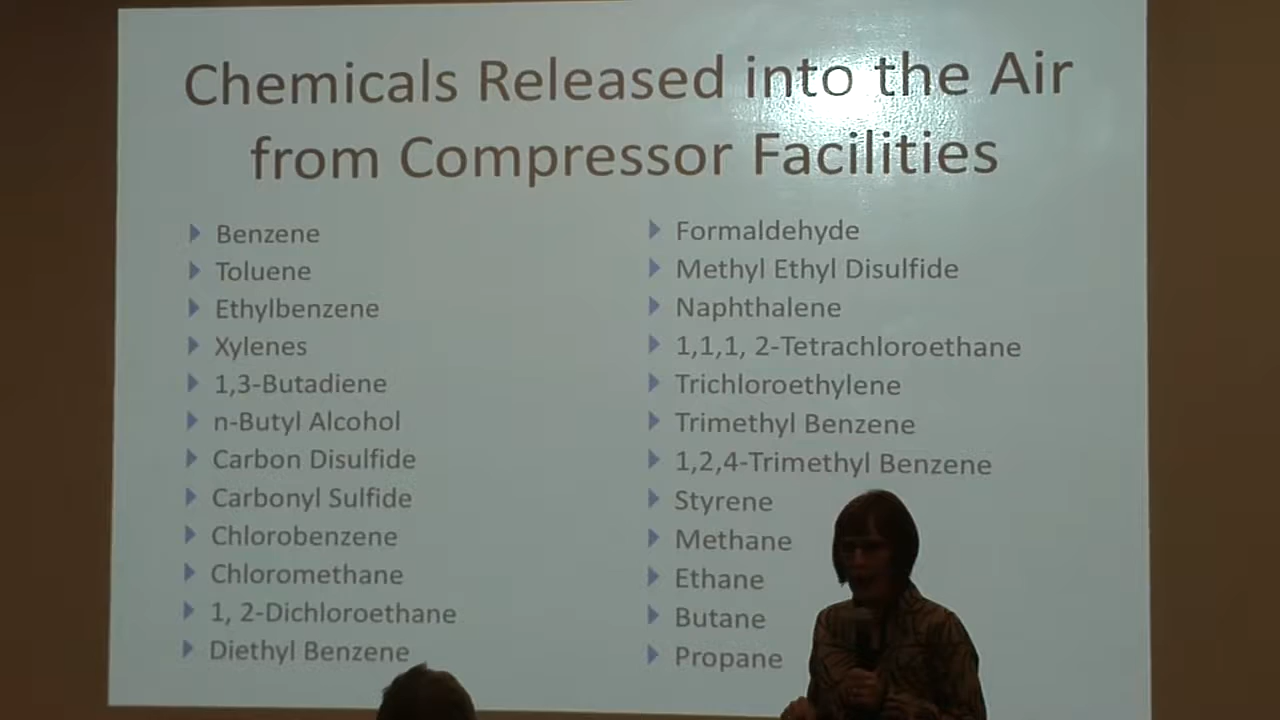 Chemicals Released into the Air
from Compressor Facilities
Benzene
Toluene
Ethylbenzene
Xylenes
1,3-Butadiene
n-Butyl Alcohol
Carbon Disulfide
Carbonyl Sulfide
Chlorobenzene
Chloromethane
1, 2-Dichloroethane
Diethyl Benzene
Formaldehyde
Methyl Ethyl Disulfide
Naphthalene
1,1,1, 2-Tetrachloroethane
Trichloroethylene
Trimethyl Benzene
1,2,4-Trimethyl Benzene
Styrene
Methane
Ethane
Butane
Propane